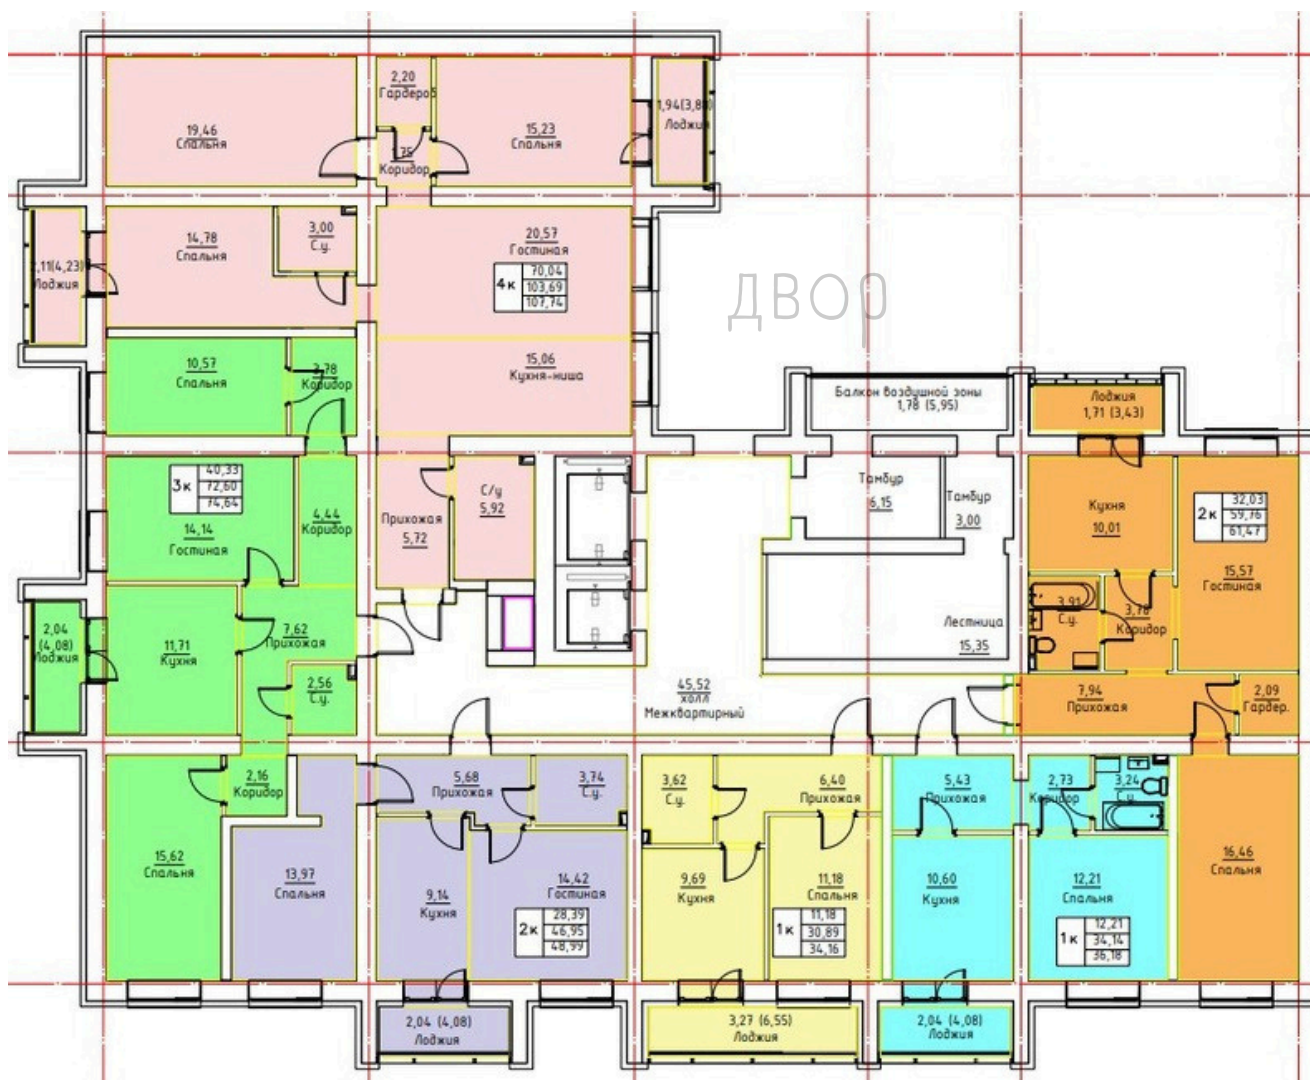 2,20
Гардероб
19,46
Спальня
15,23
Спальня
1,94(3,8
Лоджия
Коридор
14,78
Спальня
3,00
С.у.
20,57
Гостиная
4к
70,04
103,69
107,74
2,11(4,23)
Лоджия
ДВОР
10,57
Спальня
3,78
Коридор
15,06
Кухня-ниша
Балкон воздушной зоны
1,78 (5,95)
Лоджия
1,71 (3,43)
3к
40,33
72,60
74,64
14,14
Гостиная
4,44
Коридор
Прихожая
5,72
С/у
5,92
Тамбур
6,15
Тамбур
3,00
Кухня
10,01
2к
32,03
59,76
61,47
15,57
Гостиная
2,04
(4,08)
Лоджия
11,71
Кухня
7,62
Прихожая
2,56
С.у.
Лестница
15,35
3,91
С.у.
3,78
Коридор
45,52
холл
Межквартирный
7,94
Прихожая
2,09
Гардер.
2,16
Коридор
5,68
Прихожая
3,74
С.у.
3,62
С.у.
6,40
Прихожая
5,43
Прихожая
2,73
Коридор
3,24
С.у.
15,62
Спальня
13,97
Спальня
9,14
Кухня
14,42
Гостиная
2к
28,39
46,95
48,99
9,69
Кухня
11,18
Спальня
1к
11,18
30,89
34,16
10,60
Кухня
12,21
Спальня
1к
12,21
34,14
36,18
16,46
Спальня
2,04 (4,08)
Лоджия
3,27 (6,55)
Лоджия
2,04 (4,08)
Лоджия